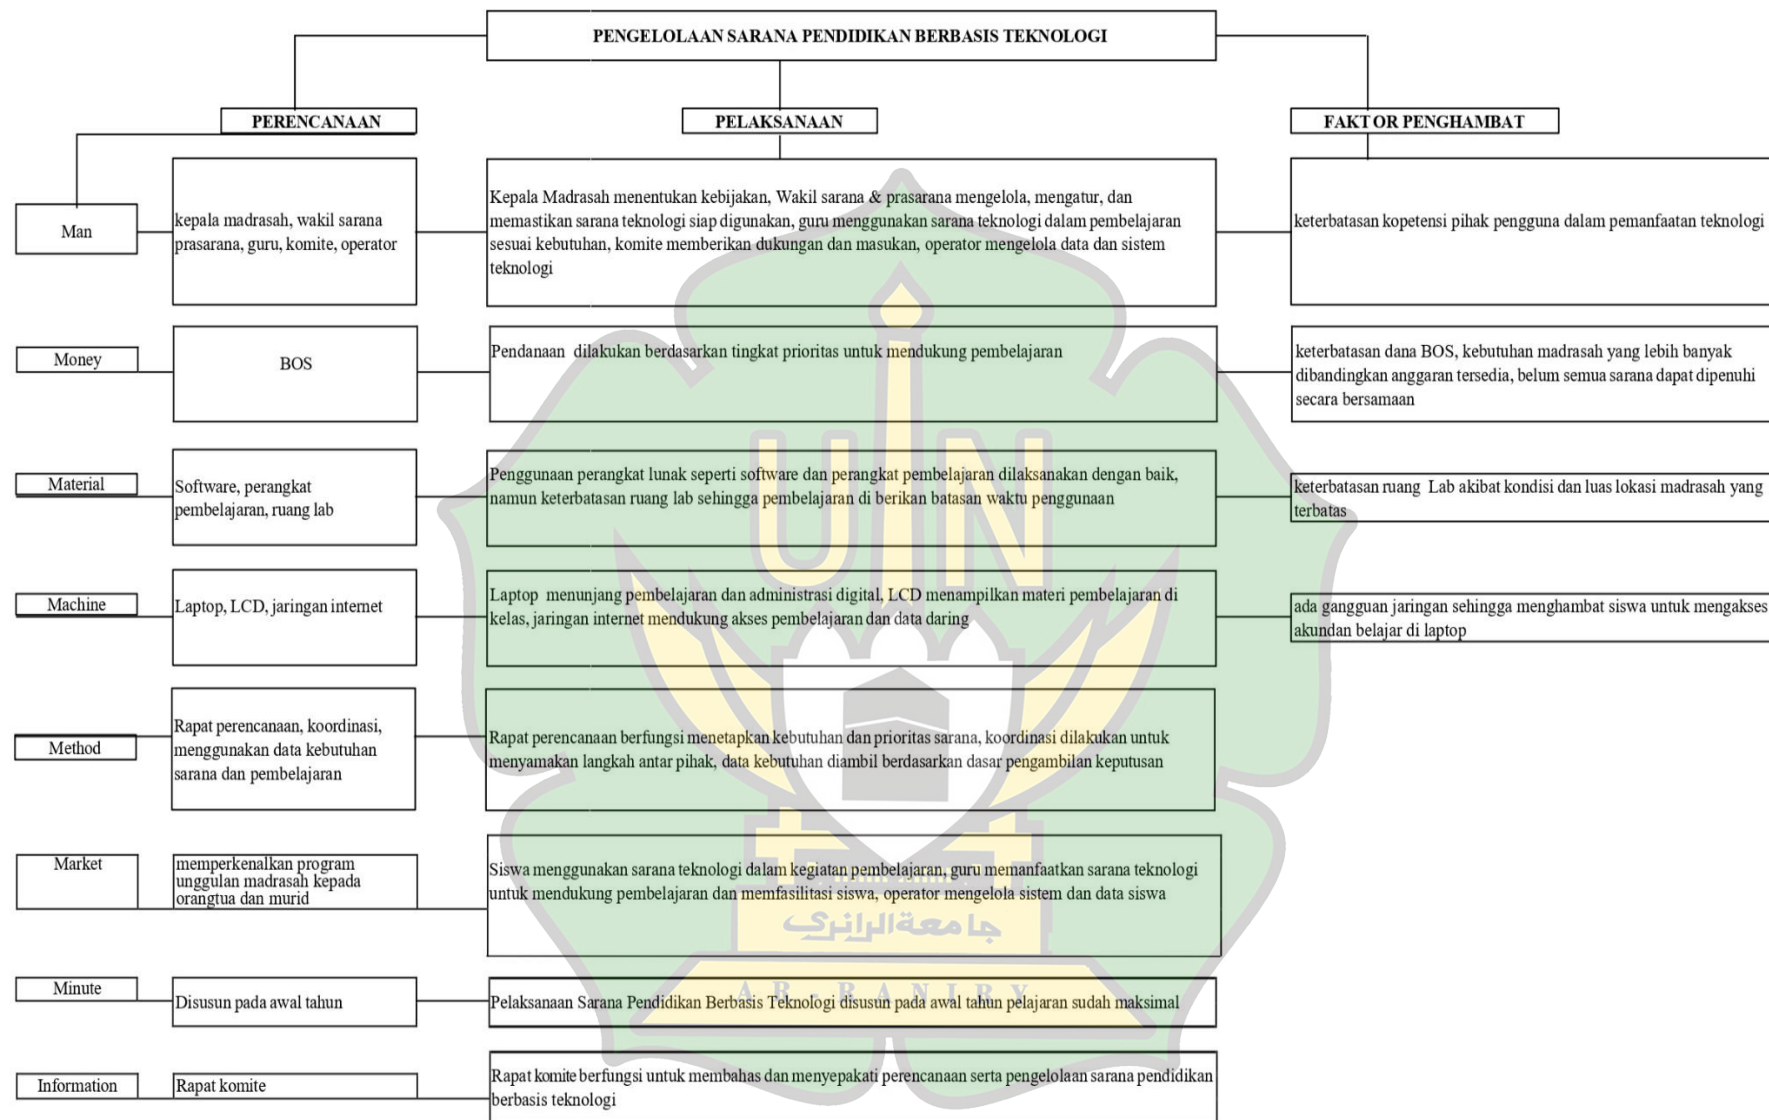 PENGELOLAAN SARANA PENDIDIKAN BERBASIS TEKNOLOGI
PERENCANAAN
PELAKSANAAN
FAKTOR PENGHAMBAT
Man
kepala madrasah, wakil sarana
prasarana, guru, komite, operator
Kepala Madrasah menentukan kebijakan, Wakil sarana & prasarana mengelola, mengatur, dan
memastikan sarana teknologi siap digunakan, guru menggunakan sarana teknologi dalam pembelajaran
sesuai kebutuhan, komite memberikan dukungan dan masukan, operator mengelola data dan sistem
teknologi
keterbatasan kopetensi pihak pengguna dalam pemanfaatan teknologi
Money
BOS
Pendanaan dilakukan berdasarkan tingkat prioritas untuk mendukung pembelajaran
keterbatasan dana BOS, kebutuhan madrasah yang lebih banyak
dibandingkan anggaran tersedia, belum semua sarana dapat dipenuhi
secara bersamaan
Material
Software, perangkat
pembelajaran, ruang lab
Penggunaan perangkat lunak seperti software dan perangkat pembelajaran dilaksanakan dengan baik,
namun keterbatasan ruang lab sehingga pembelajaran di berikan batasan waktu penggunaan
keterbatasan ruang Lab akibat kondisi dan luas lokasi madrasah yang
terbatas
Machine
Laptop, LCD, jaringan internet
Laptop menunjang pembelajaran dan administrasi digital, LCD menampilkan materi pembelajaran di
kelas, jaringan internet mendukung akses pembelajaran dan data daring
ada gangguan jaringan sehingga menghambat siswa untuk mengakses
akundan belajar di laptop
Method
Rapat perencanaan, koordinasi,
menggunakan data kebutuhan
sarana dan pembelajaran
Rapat perencanaan berfungsi menetapkan kebutuhan dan prioritas sarana, koordinasi dilakukan untuk
menyamakan langkah antar pihak, data kebutuhan diambil berdasarkan dasar pengambilan keputusan
Market
memperkenalkan program
unggulan madrasah kepada
orangtua dan murid
Siswa menggunakan sarana teknologi dalam kegiatan pembelajaran, guru memanfaatkan sarana teknologi
untuk mendukung pembelajaran dan memfasilitasi siswa, operator mengelola sistem dan data siswa
Minute
Disusun pada awal tahun
Pelaksanaan Sarana Pendidikan Berbasis Teknologi disusun pada awal tahun pelajaran sudah maksimal
Information
Rapat komite
Rapat komite berfungsi untuk membahas dan menyepakati perencanaan serta pengelolaan sarana pendidikan
berbasis teknologi
UIN
جامعة الرانري
AR-RANIRY